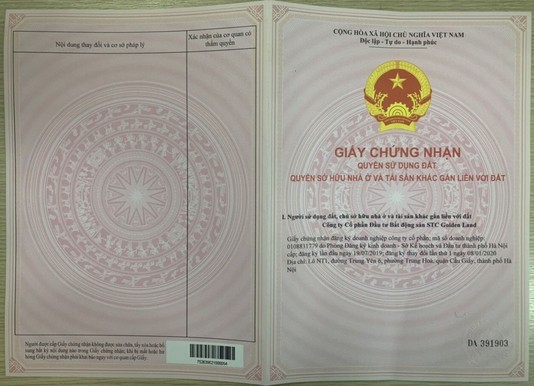 Nội dung thay đổi và cơ sở pháp lý
Xác nhận của cơ quan có
thẩm quyền
Người được cấp Giấy chứng nhận không được sửa chữa, tẩy xóa hoặc bổ
sung bất kỳ nội dung nào trong Giấy chứng nhận; khi bị mất hoặc hư
hỏng Giấy chứng nhận phải khai báo ngay với cơ quan cấp Giấy.
CỘNG HÒA XÃ HỘI CHỦ NGHĨA VIỆT NAM
Độc lập - Tự do - Hạnh phúc
GIẤY CHỨNG NHẬN
QUYỀN SỬ DỤNG ĐẤT
QUYỀN SỞ HỮU NHÀ Ở VÀ TÀI SẢN KHÁC GẮN LIỀN VỚI ĐẤT
I. Người sử dụng đất, chủ sở hữu nhà ở và tài sản khác gắn liền với đất
Công ty Cổ phần Đầu tư Bất động sản STC Golden Land
Giấy chứng nhận đăng ký doanh nghiệp công ty cổ phần, mã số doanh nghiệp:
0108831779 do Phòng Đăng ký kinh doanh - Sở Kế hoạch và Đầu tư thành phố Hà Nội
cấp, đăng ký lần đầu ngày 18/07/2019; đăng ký thay đổi lần thứ 1 ngày 08/01/2020
Địa chỉ: Lô NT1, đường Trung Yên 6, phường Trung Hoà, quận Cầu Giấy, thành phố Hà
Nội
DA 391903